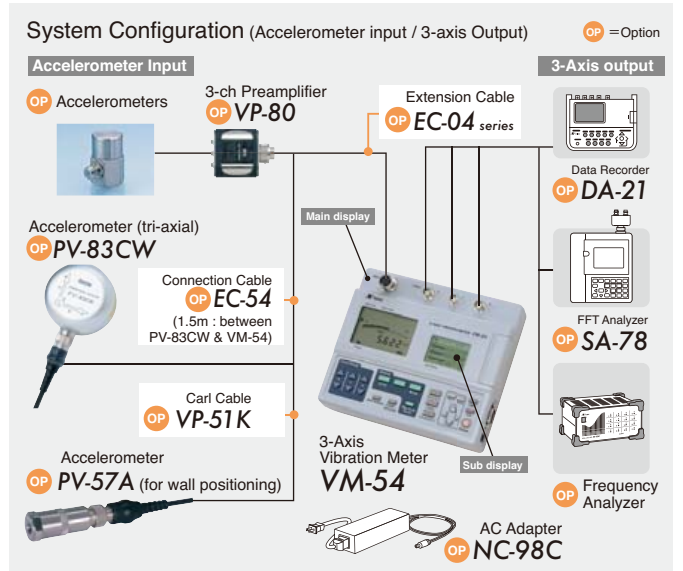 System Configuration (Accelerometer input / 3-axis Output)
OP =Option
Accelerometer Input
3-Axis output
OP Accelerometers
3-ch Preamplifier
OP VP-80
Extension Cable
OP EC-04 series
Data Recorder
OP DA-21
Accelerometer (tri-axial)
OP PV-83CW
Main display
Connection Cable
OP EC-54
(1.5m : between
PV-83CW & VM-54)
FFT Analyzer
OP SA-78
Carl Cable
OP VP-51K
3-Axis
Vibration Meter
VM-54
Sub display
Accelerometer
OP PV-57A (for wall positioning)
OP Frequency
Analyzer
AC Adapter
OP NC-98C